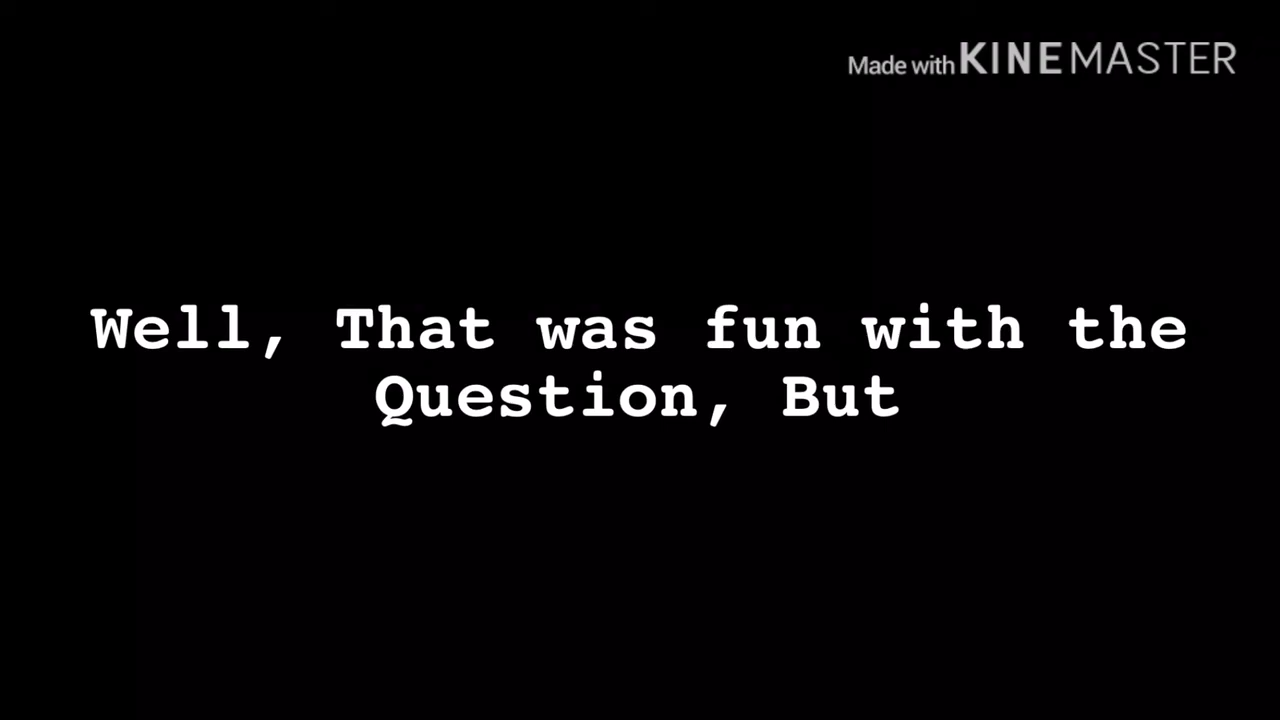 Made with KINEMASTER
Well, That was fun with the
Question, But